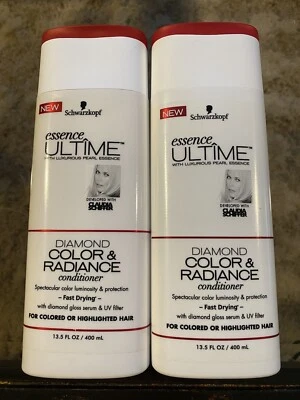 NEW
Schwarzkopf
essence
ULTÎME™
WITH LUXURIOUS PEARL ESSENCE
DEVELOPED WITH
CLAUDIA
SCHIFFER
DIAMOND
COLOR &
RADIANCE
conditioner
Spectacular color luminosity & protection
– Fast Drying –
with diamond gloss serum & UV filter
FOR COLORED OR HIGHLIGHTED HAIR
13.5 FL OZ / 400 mL
NEW
Schwarzkopf
essence
ULTÎME™
WITH LUXURIOUS PEARL ESSENCE
DEVELOPED WITH
CLAUDIA
SCHIFFER
DIAMOND
COLOR &
RADIANCE
conditioner
Spectacular color luminosity & protection
– Fast Drying –
with diamond gloss serum & UV filter
FOR COLORED OR HIGHLIGHTED HAIR
13.5 FL OZ / 400 mL